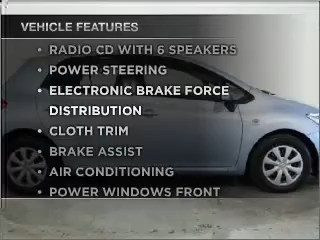 VEHICLE FEATURES
• RADIO CD WITH 6 SPEAKERS
• POWER STEERING
• ELECTRONIC BRAKE FORCE
DISTRIBUTION
• CLOTH TRIM
• BRAKE ASSIST
• AIR CONDITIONING
• POWER WINDOWS FRONT